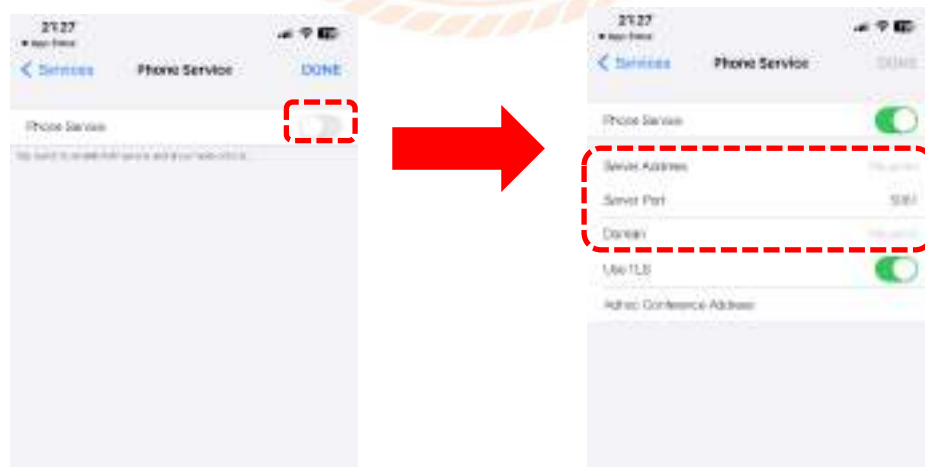 21:27
Services
Phone Service
DONE
Phone Service
21:27
Services
Phone Service
DONE
Phone Service
Server Address
Server Port
5061
Domain
Use TLS
Adhoc Conference Address